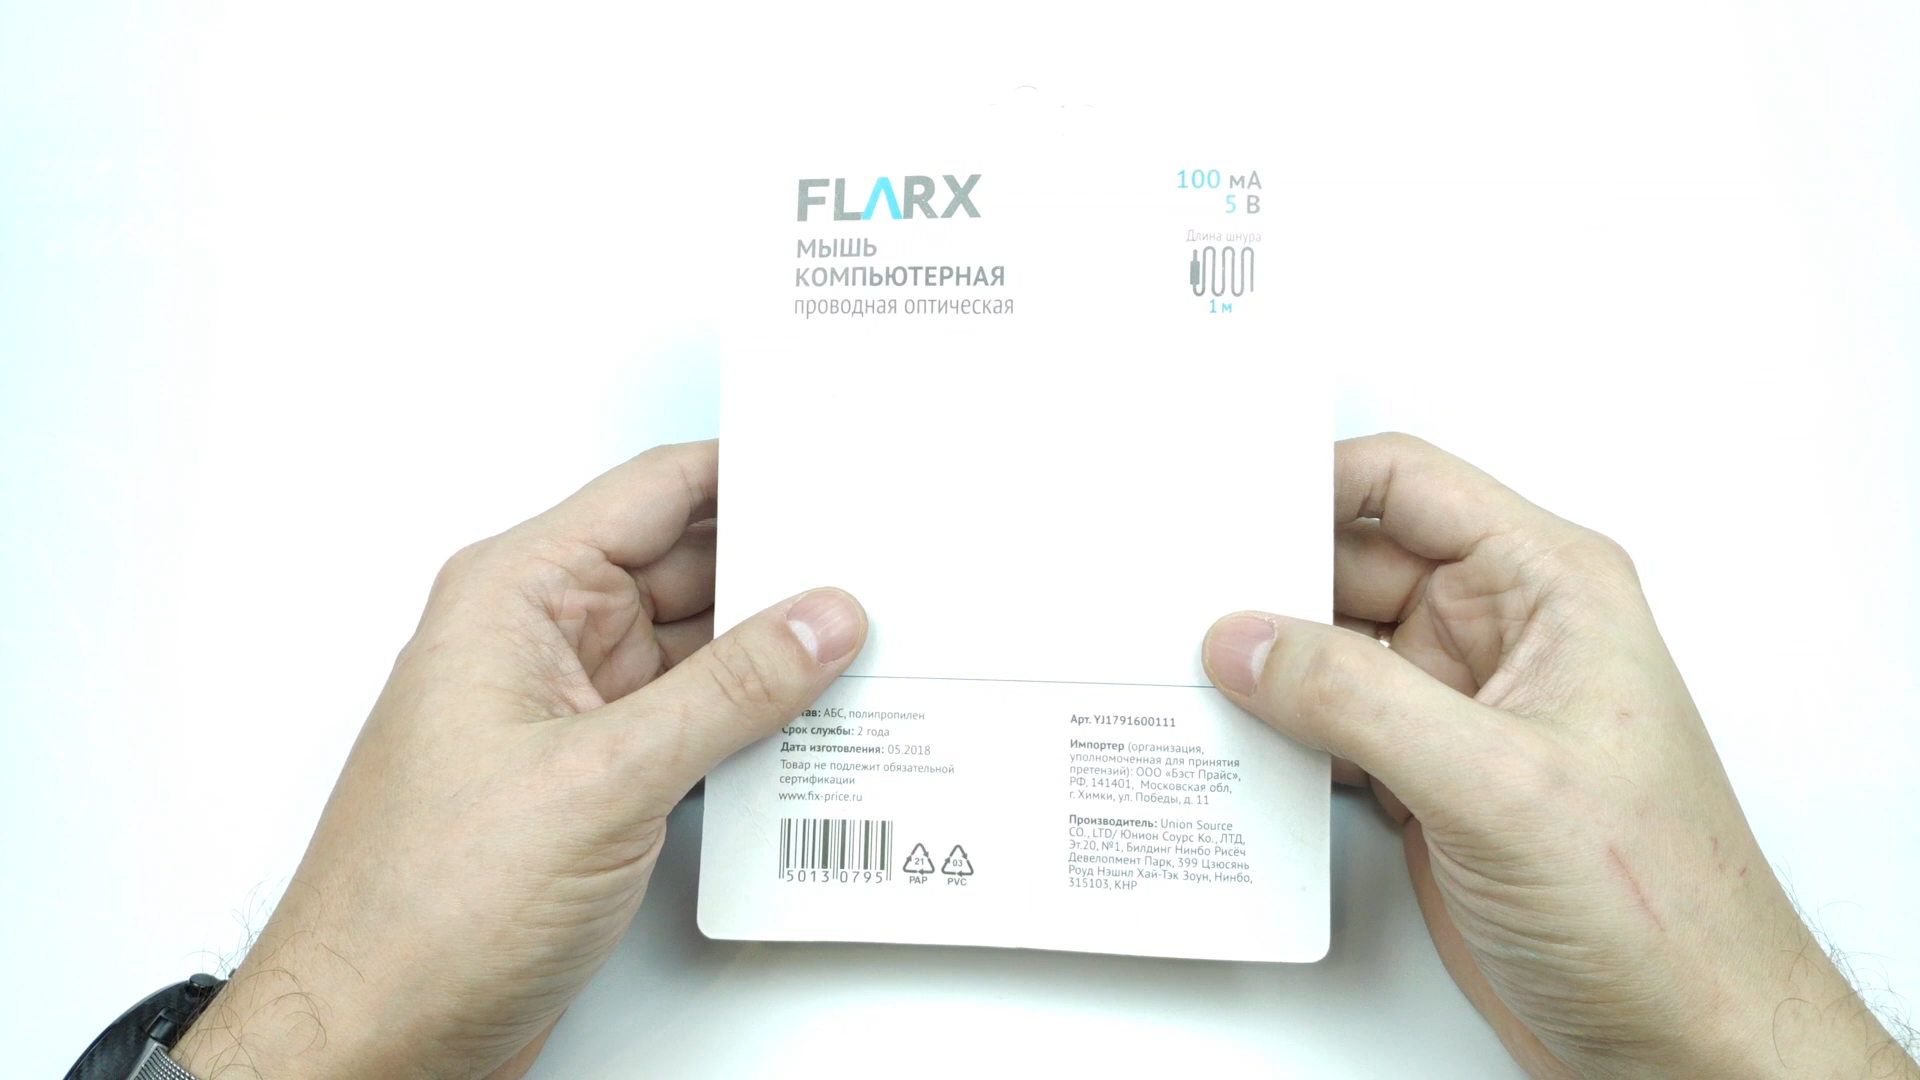 FLARX
МЫШЬ
КОМПЬЮТЕРНАЯ
проводная оптическая
100 мА
5 В
Длина шнура
1 м
АБС, полипропилен
Срок службы: 2 года
Дата изготовления: 05.2018
Товар не подлежит обязательной
сертификации
www.fix-price.ru
5013 0795
21
PAP
03
PVC
Арт. YJ1791600111
Импортер (организация,
уполномоченная для принятия
претензий): ООО «Бэст Прайс»,
РФ, 141401, Московская обл,
г. Химки, ул. Победы, д. 11
Производитель: Union Source
CO., LTD/ Юнион Соурс Ко., ЛТД,
Эт.20, №1, Билдинг Нинбо Рисёч
Девелопмент Парк, 399 Цзюсянь
Роуд Нэшнл Хай-Тэк Зоун, Нинбо,
315103, КНР